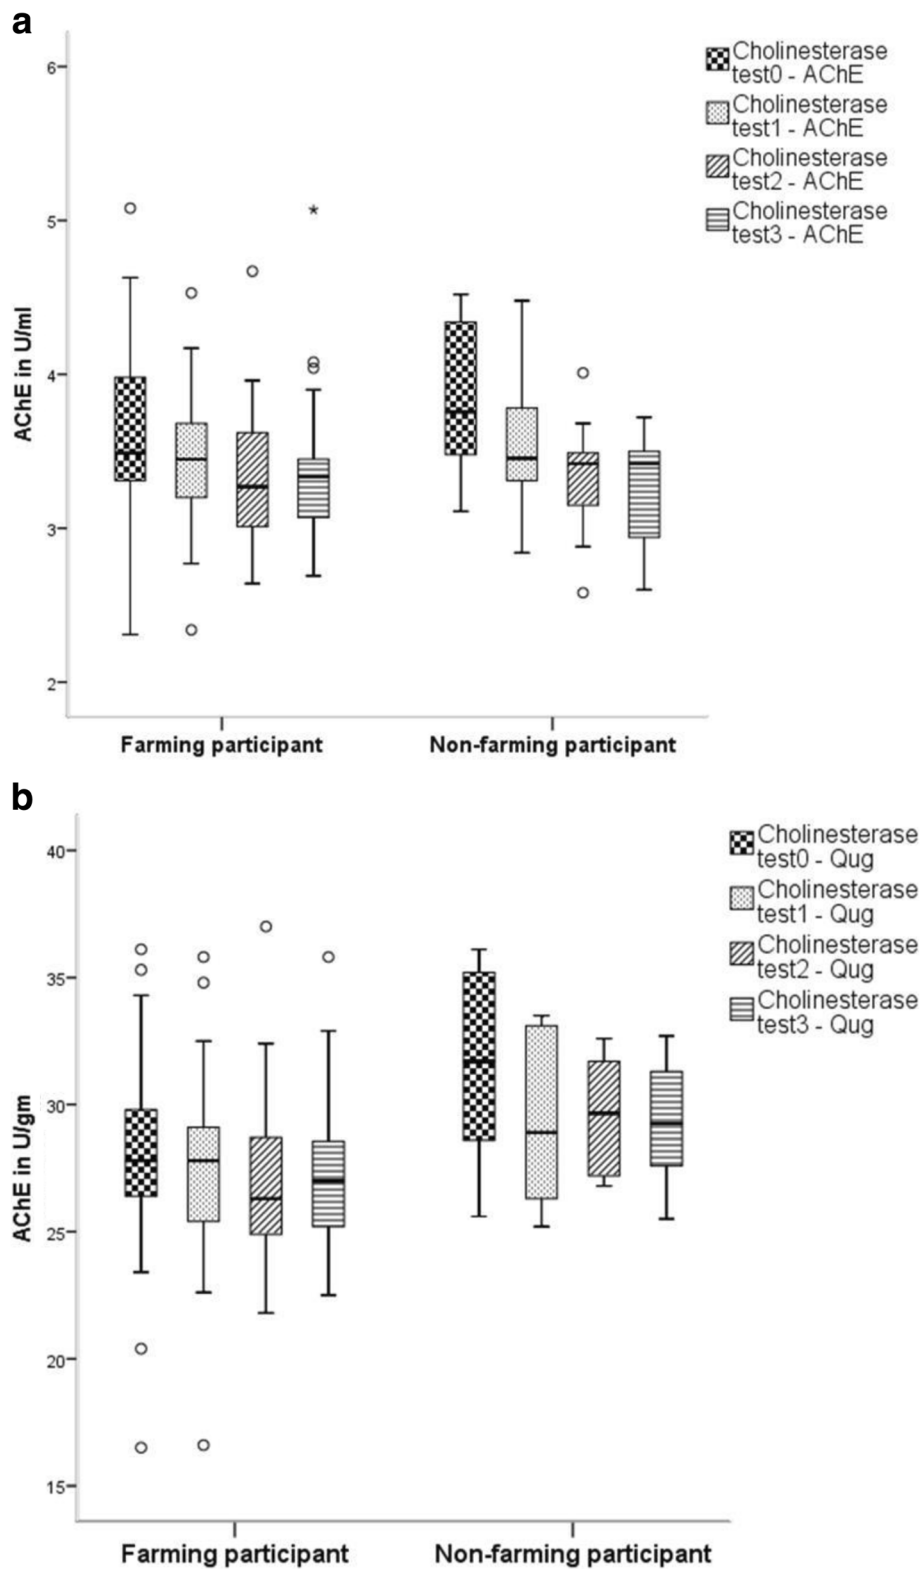 a
Cholinesterase
test0 - AChE
Cholinesterase
test1 - AChE
Cholinesterase
test2 - AChE
Cholinesterase
test3 - AChE
AChE in U/ml
6
5
4
3
2
Farming participant
Non-farming participant
b
Cholinesterase
test0 - Qug
Cholinesterase
test1 - Qug
Cholinesterase
test2 - Qug
Cholinesterase
test3 - Qug
AChE in U/gm
40
35
30
25
20
15
Farming participant
Non-farming participant